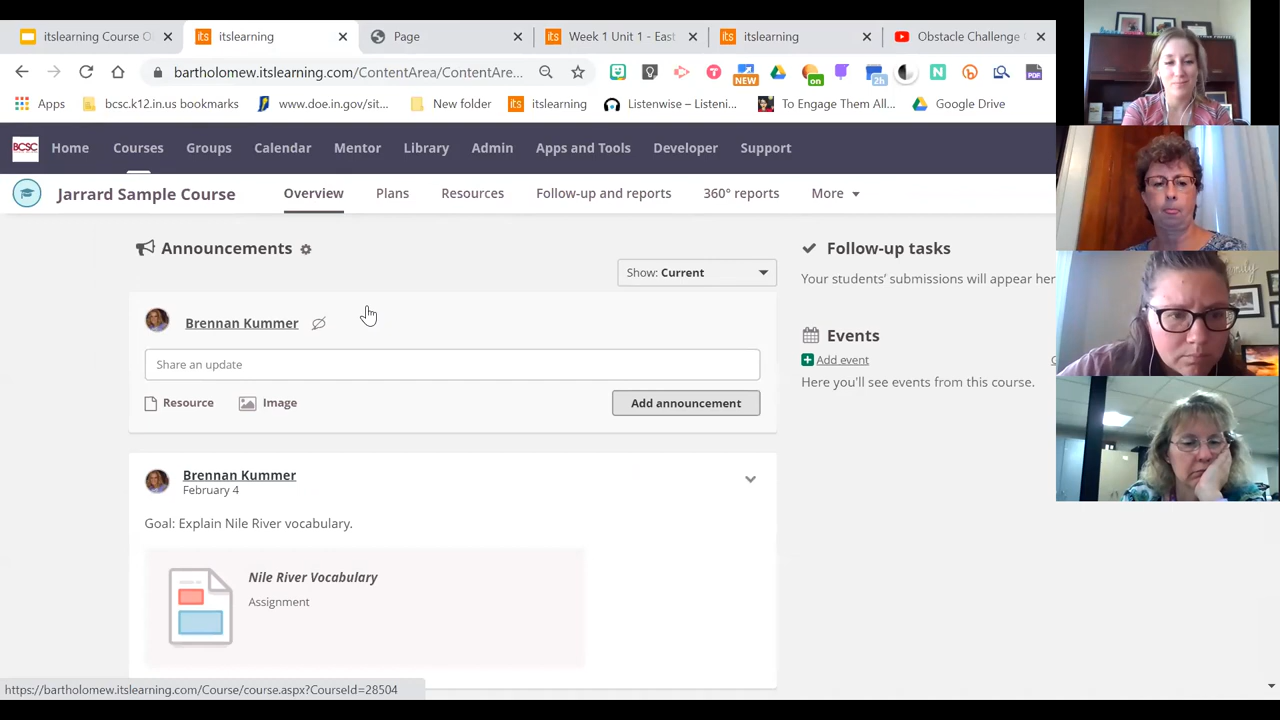 itslearning Course O
itslearning
Page
Week 1 Unit 1 - East
itslearning
Obstacle Challenge
bartholomew.itslearning.com/ContentArea/ContentAre...
NEW
on
2h
N
PDF
Apps
bcsc.k12.in.us bookmarks
www.doe.in.gov/sit...
New folder
its
itslearning
Listenwise – Listeni...
To Engage Them All...
Google Drive
BCSC
Home
Courses
Groups
Calendar
Mentor
Library
Admin
Apps and Tools
Developer
Support
Jarrard Sample Course
Overview
Plans
Resources
Follow-up and reports
360° reports
More
Announcements
Show: Current
Brennan Kummer
Share an update
Resource
Image
Add announcement
Brennan Kummer
February 4
Goal: Explain Nile River vocabulary.
Nile River Vocabulary
Assignment
Follow-up tasks
Your students' submissions will appear her
Events
Add event
Here you'll see events from this course.
https://bartholomew.itslearning.com/Course/course.aspx?CourseId=28504